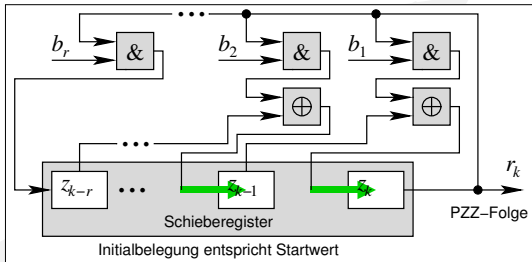 b_r & b_2 & b_1 &
⊕ ⊕
z_{k-r} z_{k-1} z_k r_k
Schieberegister PZZ-Folge
Initialbelegung entspricht Startwert